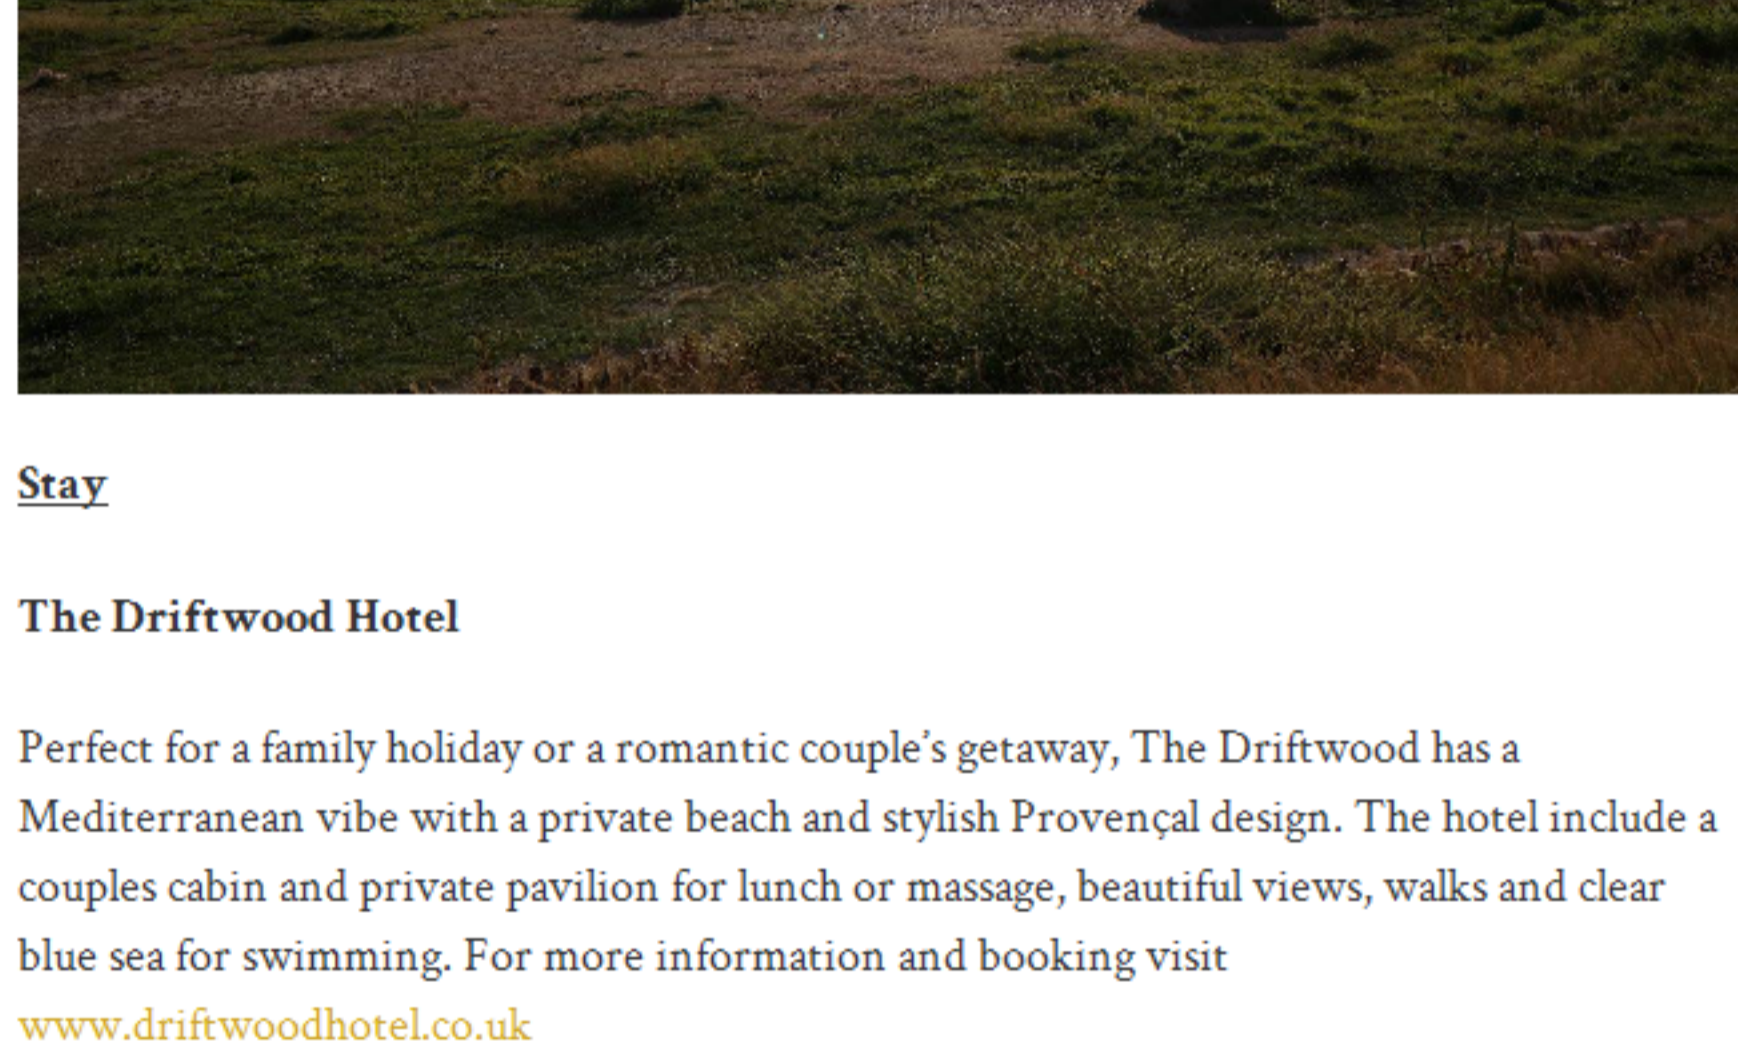 Stay
The Driftwood Hotel
Perfect for a family holiday or a romantic couple’s getaway, The Driftwood has a
Mediterranean vibe with a private beach and stylish Provençal design. The hotel include a
couples cabin and private pavilion for lunch or massage, beautiful views, walks and clear
blue sea for swimming. For more information and booking visit
www.driftwoodhotel.co.uk